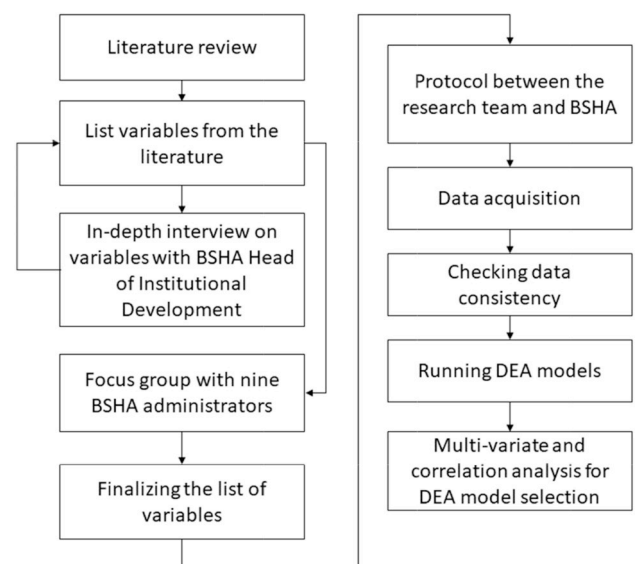 Literature review
List variables from the
literature
In-depth interview on
variables with BSHA Head
of Institutional
Development
Focus group with nine
BSHA administrators
Finalizing the list of
variables
Protocol between the
research team and BSHA
Data acquisition
Checking data
consistency
Running DEA models
Multi-variate and
correlation analysis for
DEA model selection